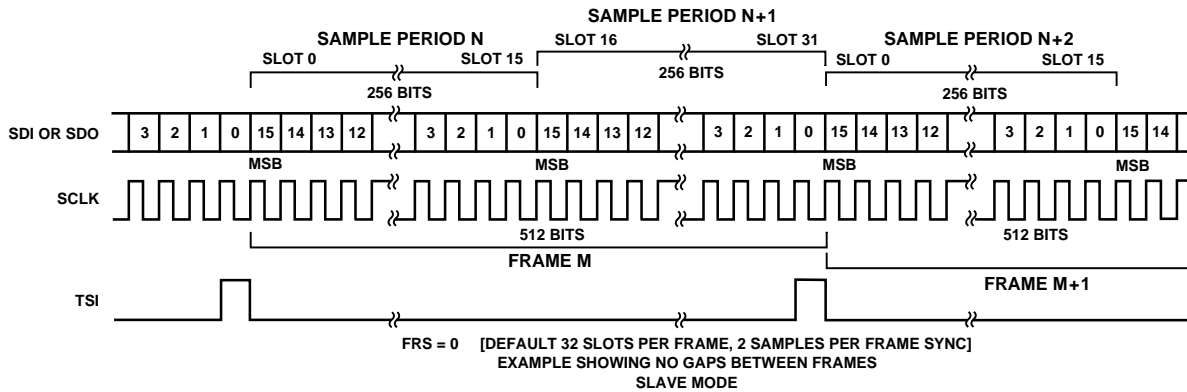 SAMPLE PERIOD N+1
SAMPLE PERIOD N
SLOT 16
SLOT 31
SAMPLE PERIOD N+2
SLOT 0
SLOT 15
SLOT 0
SLOT 15
256 BITS
256 BITS
256 BITS
SDI OR SDO
3 2 1 0 15 14 13 12
3 2 1 0 15 14 13 12
3 2 1 0 15 14 13 12
3 2 1 0 15 14
MSB
MSB
MSB
MSB
SCLK
512 BITS
512 BITS
FRAME M
FRAME M+1
TSI
FRS = 0 [DEFAULT 32 SLOTS PER FRAME, 2 SAMPLES PER FRAME SYNC]
EXAMPLE SHOWING NO GAPS BETWEEN FRAMES
SLAVE MODE